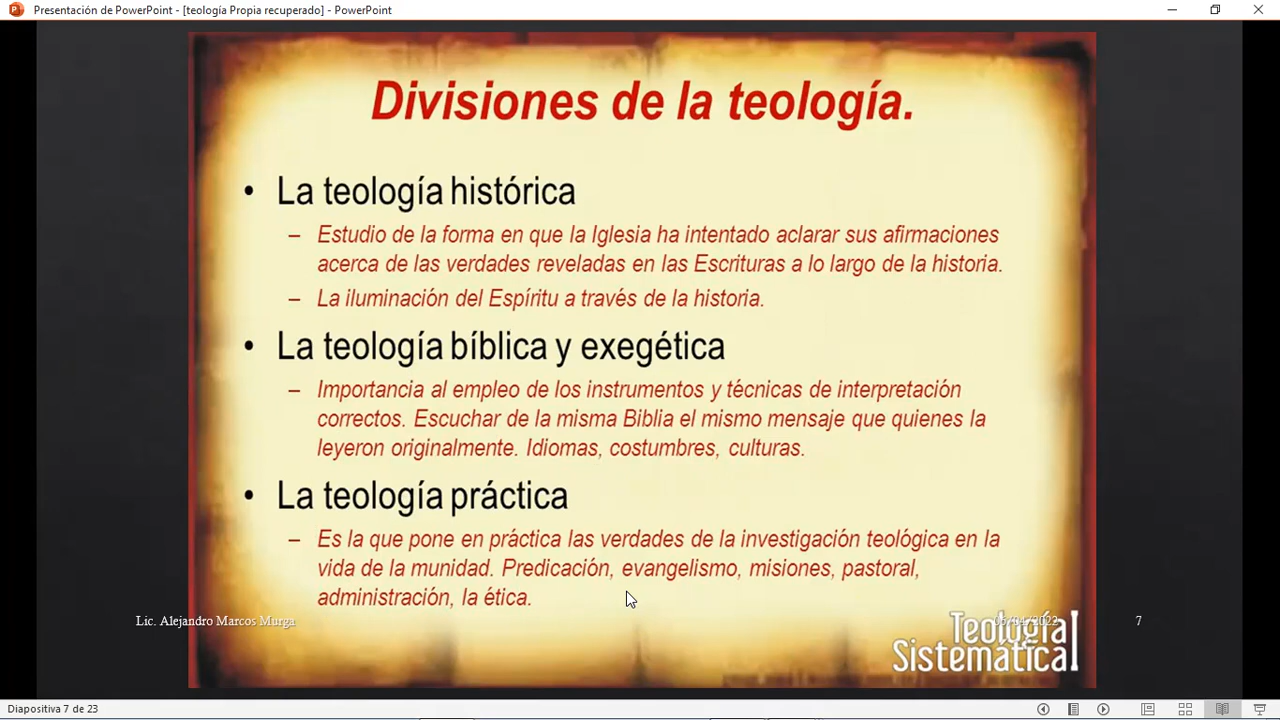 Presentación de PowerPoint - [teología Propia recuperado] - PowerPoint
Divisiones de la teología.
• La teología histórica
– Estudio de la forma en que la Iglesia ha intentado aclarar sus afirmaciones
acerca de las verdades reveladas en las Escrituras a lo largo de la historia.
– La iluminación del Espíritu a través de la historia.
• La teología bíblica y exegética
– Importancia al empleo de los instrumentos y técnicas de interpretación
correctos. Escuchar de la misma Biblia el mismo mensaje que quienes la
leyeron originalmente. Idiomas, costumbres, culturas.
• La teología práctica
– Es la que pone en práctica las verdades de la investigación teológica en la
vida de la munidad. Predicación, evangelismo, misiones, pastoral,
administración, la ética.
Lic. Alejandro Marcos Murga
7
Teología
Sistemática
Diapositiva 7 de 23